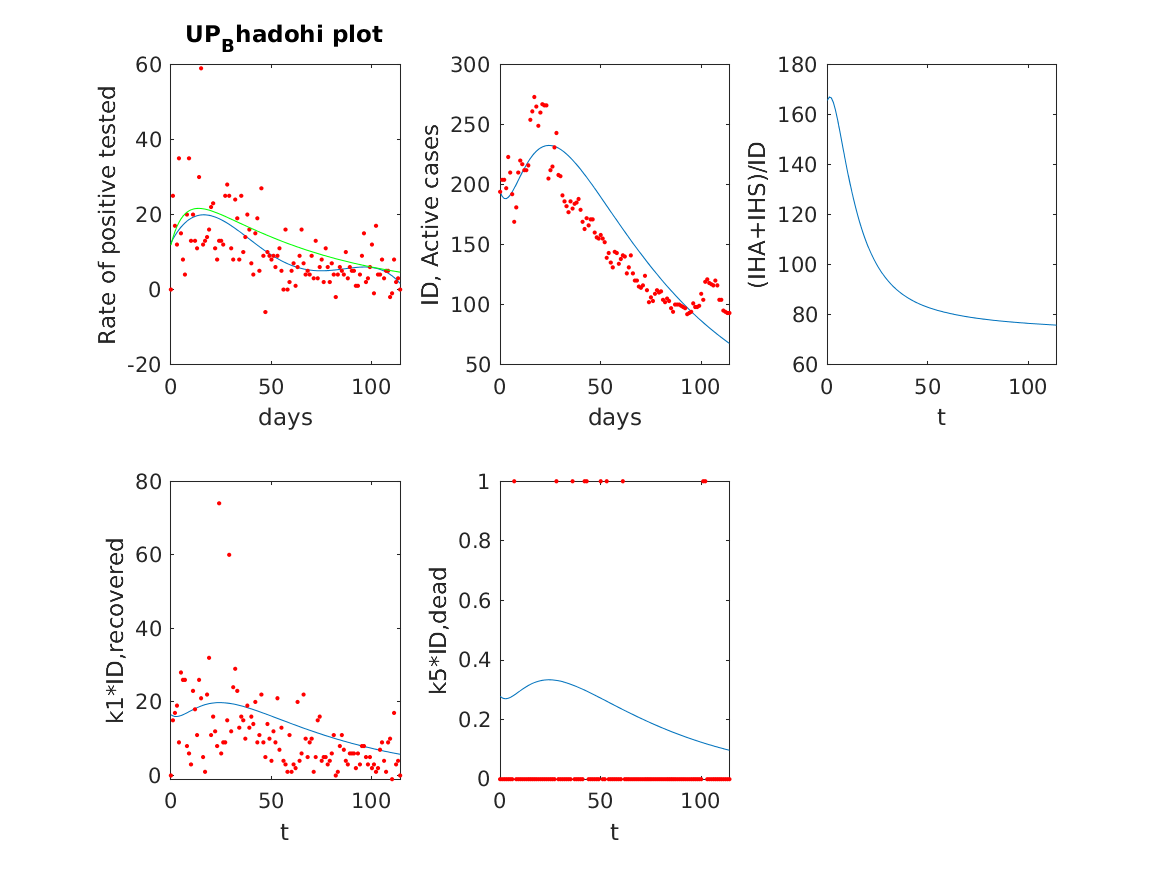 UP_Bhadohi plot
60
40
20
0
-20
Rate of positive tested
0 50 100
days
300
250
200
150
100
50
ID, Active cases
0 50 100
days
180
160
140
120
100
80
60
(IHA+IHS)/ID
0 50 100
t
80
60
40
20
0
k1*ID,recovered
0 50 100
t
1
0.8
0.6
0.4
0.2
0
k5*ID,dead
0 50 100
t